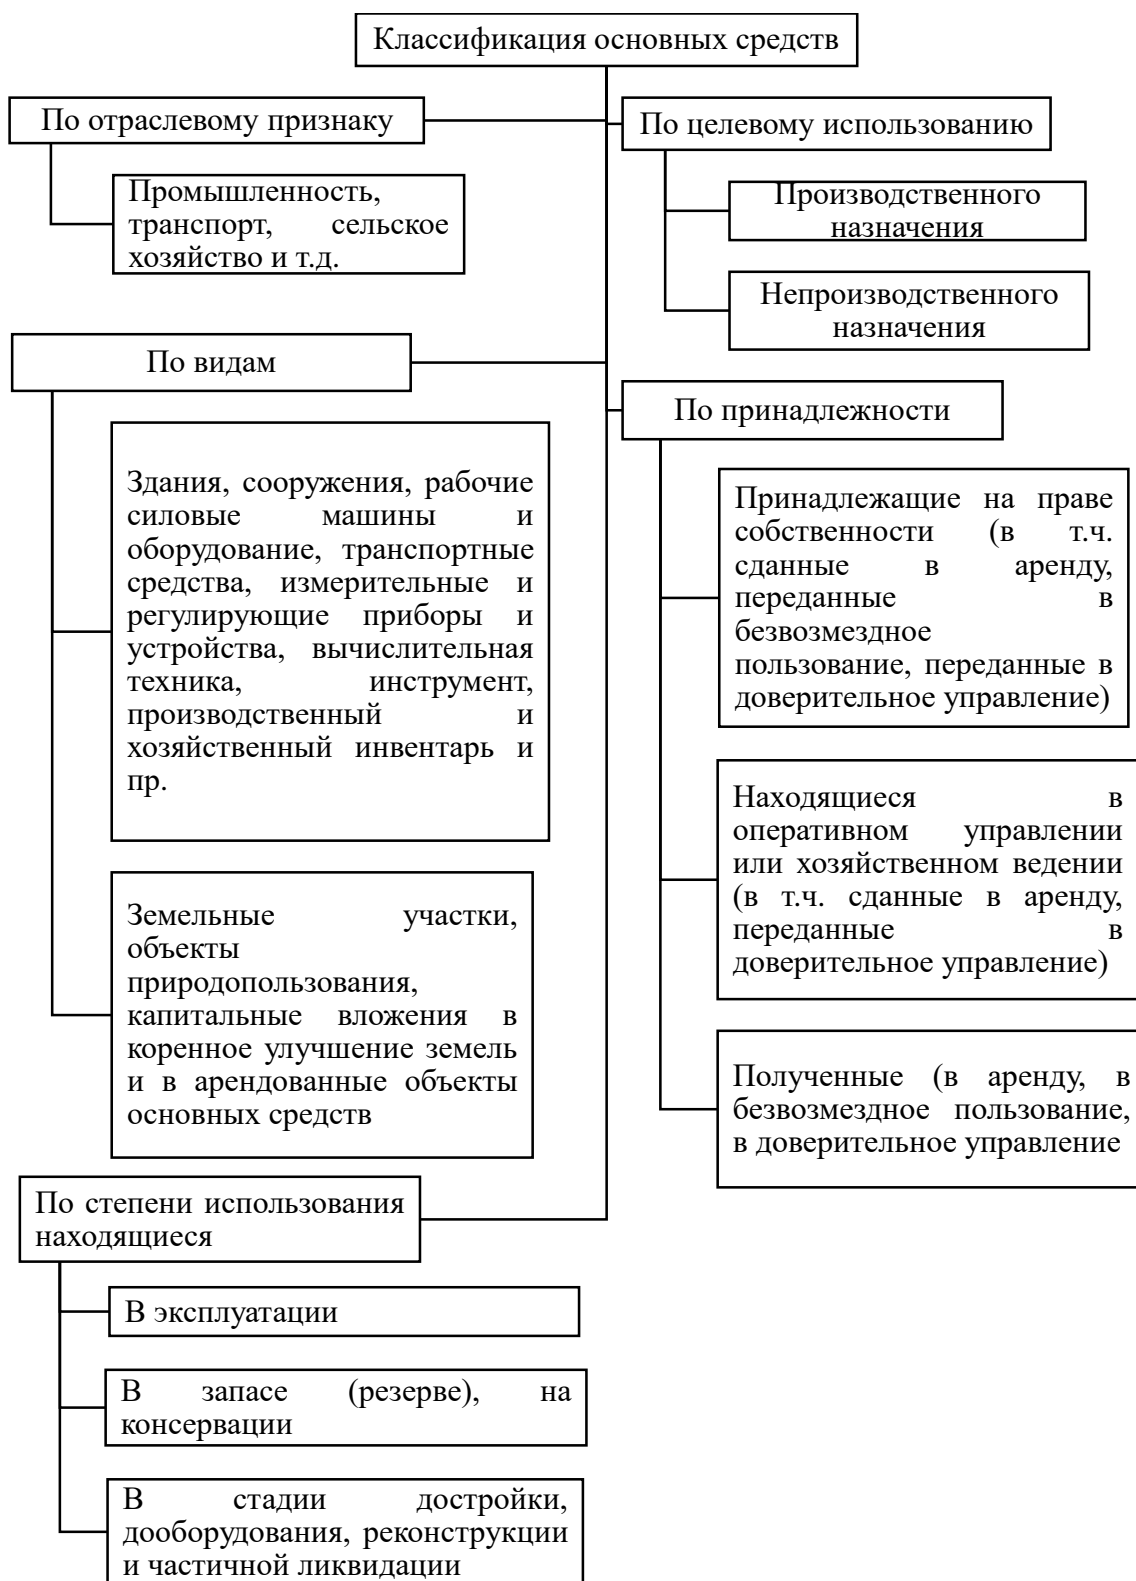 Классификация основных средств
По отраслевому признаку
Промышленность,
транспорт, сельское
хозяйство и т.д.
По целевому использованию
Производственного
назначения
Непроизводственного
назначения
По видам
Здания, сооружения, рабочие
силовые машины и
оборудование, транспортные
средства, измерительные и
регулирующие приборы и
устройства, вычислительная
техника, инструмент,
производственный и
хозяйственный инвентарь и
пр.
Земельные участки,
объекты
природопользования,
капитальные вложения в
коренное улучшение земель
и в арендованные объекты
основных средств
По принадлежности
Принадлежащие на праве
собственности (в т.ч.
сданные в аренду,
переданные в
безвозмездное
пользование, переданные в
доверительное управление)
Находящиеся в
оперативном управлении
или хозяйственном ведении
(в т.ч. сданные в аренду,
переданные в
доверительное управление)
Полученные (в аренду, в
безвозмездное пользование,
в доверительное управление
По степени использования
находящиеся
В эксплуатации
В запасе (резерве), на
консервации
В стадии достройки,
дооборудования, реконструкции
и частичной ликвидации